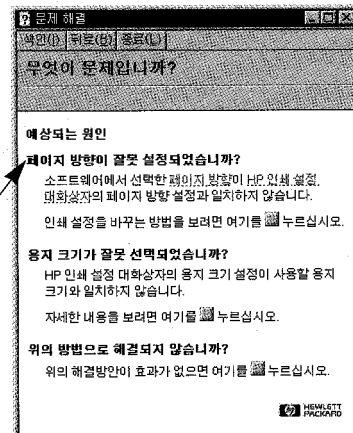 문제 해결
색인(I) 뒤로(B) 종료(L)
무엇이 문제입니까?
예상되는 원인
페이지 방향이 잘못 설정되었습니까?
소프트웨어에서 선택한 페이지 방향이 HP 인쇄 설정
대화상자의 페이지 방향 설정과 일치하지 않습니다.
인쇄 설정을 바꾸는 방법을 보려면 여기를 누르십시오.
용지 크기가 잘못 선택되었습니까?
HP 인쇄 설정 대화상자의 용지 크기 설정이 사용할 용지
크기와 일치하지 않습니다.
자세한 내용을 보려면 여기를 누르십시오.
위의 방법으로 해결되지 않습니까?
위의 해결방안이 효과가 없으면 여기를 누르십시오.
hp HEWLETT
PACKARD